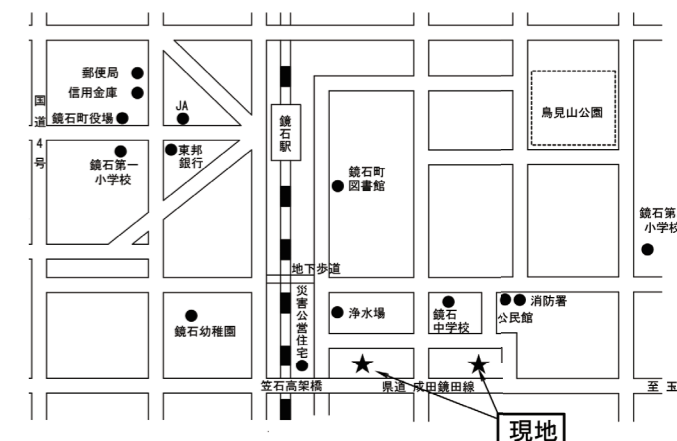 郵便局
信用金庫
国道4号
鏡石町役場
JA
鏡石第一
小学校
東邦
銀行
鏡石駅
鏡石町
図書館
鳥見山公園
鏡石第
小学校
地下歩道
災害公営住宅
浄水場
鏡石
中学校
消防署
公民館
鏡石幼稚園
笠石高架橋
県道 成田鏡田線
至 玉
現地